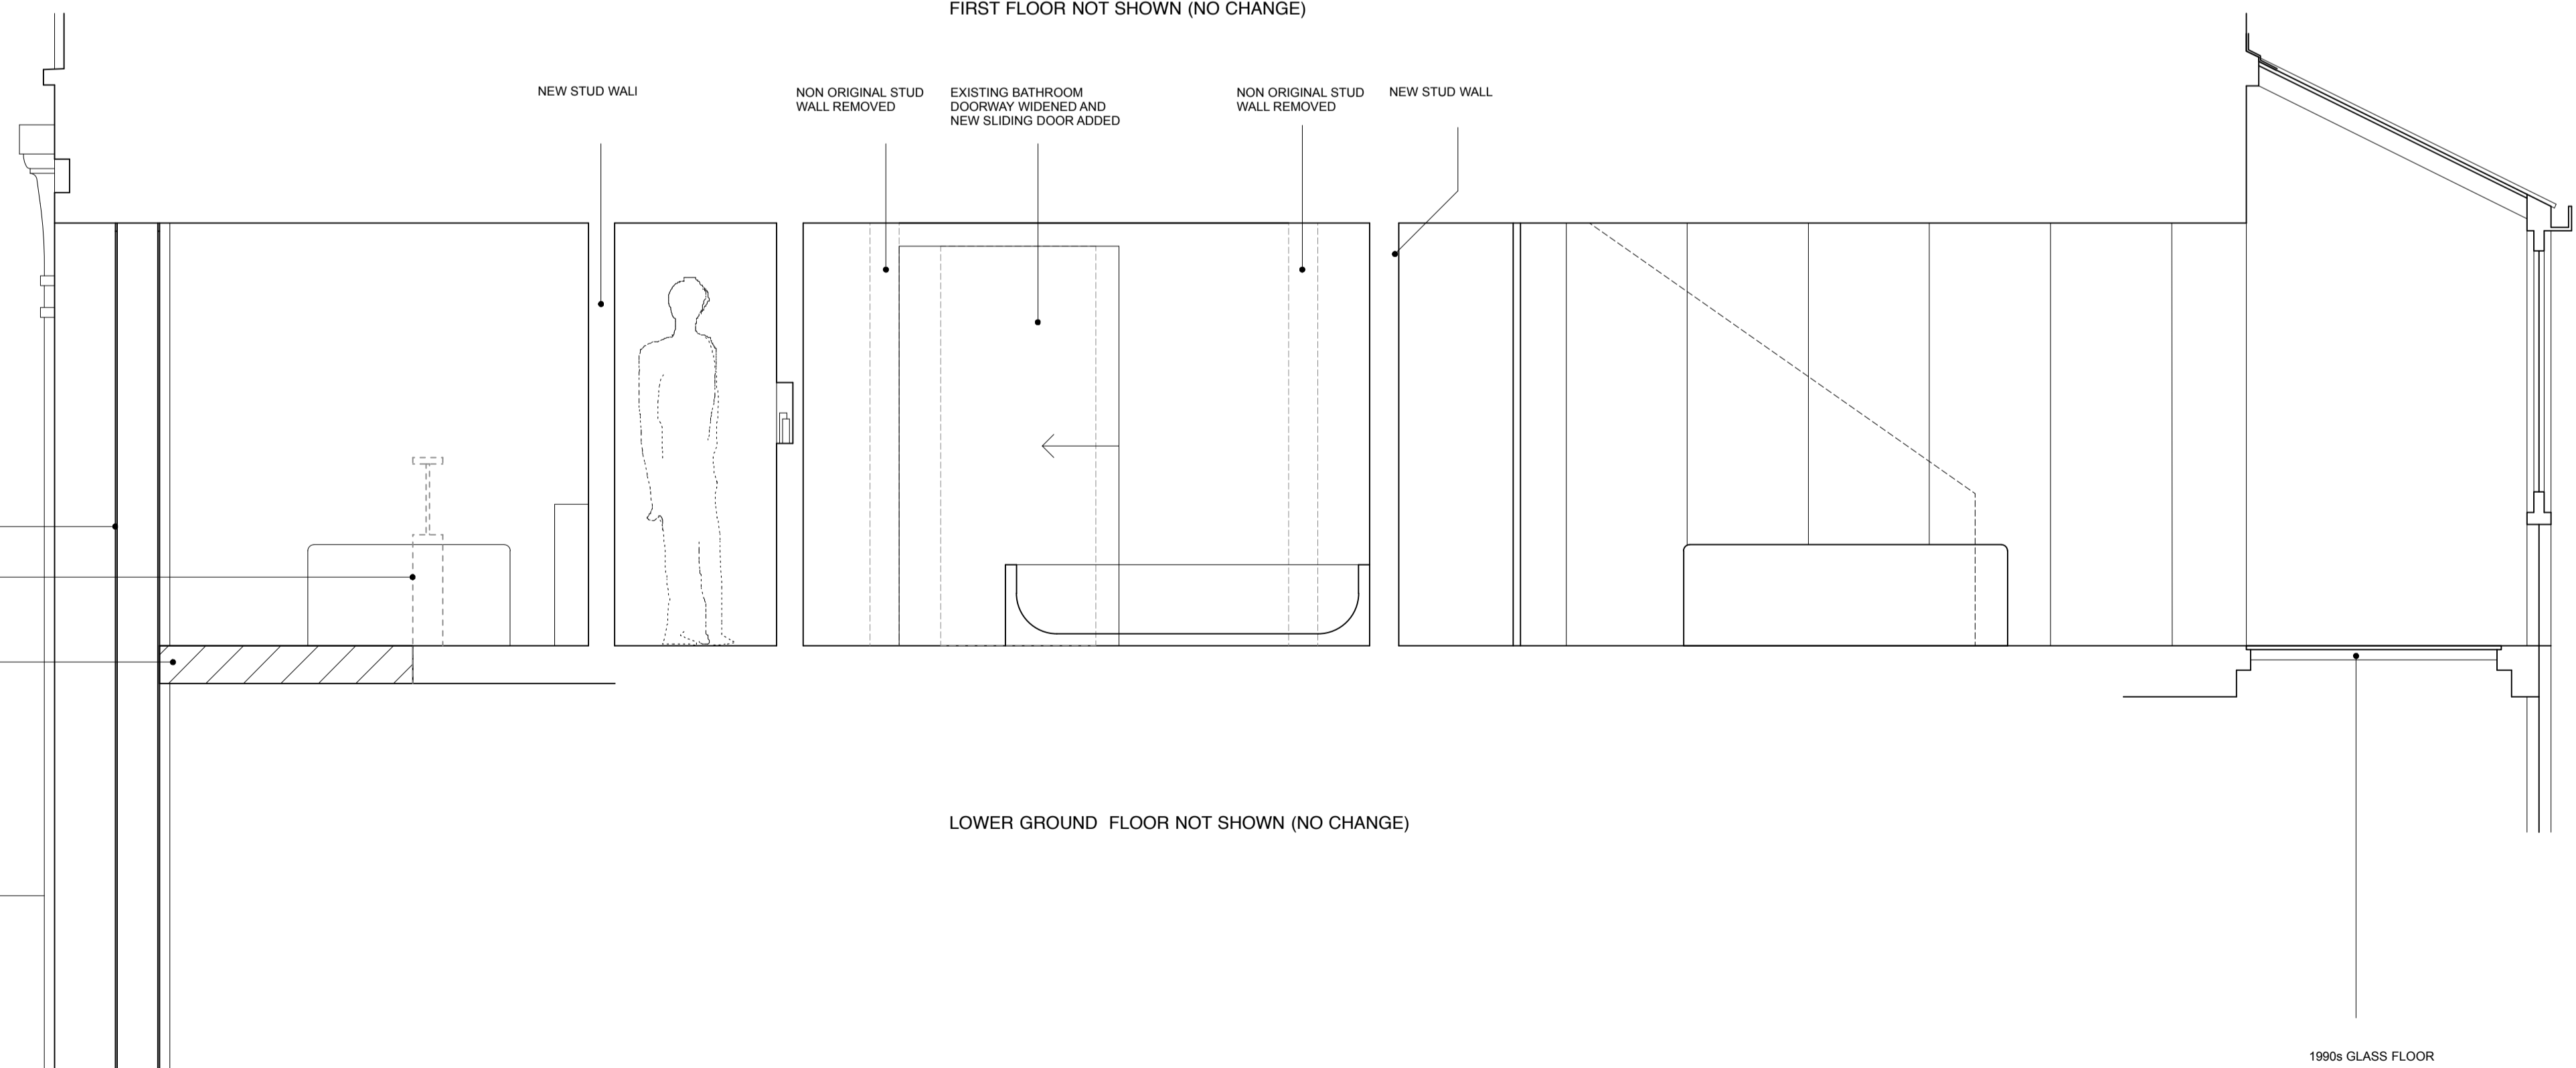 FIRST FLOOR NOT SHOWN (NO CHANGE)
NEW STUD WALI
NON ORIGINAL STUD
WALL REMOVED
EXISTING BATHROOM
DOORWAY WIDENED AND
NEW SLIDING DOOR ADDED
NON ORIGINAL STUD
WALL REMOVED
NEW STUD WALL
LOWER GROUND  FLOOR NOT SHOWN (NO CHANGE)
1990s GLASS FLOOR